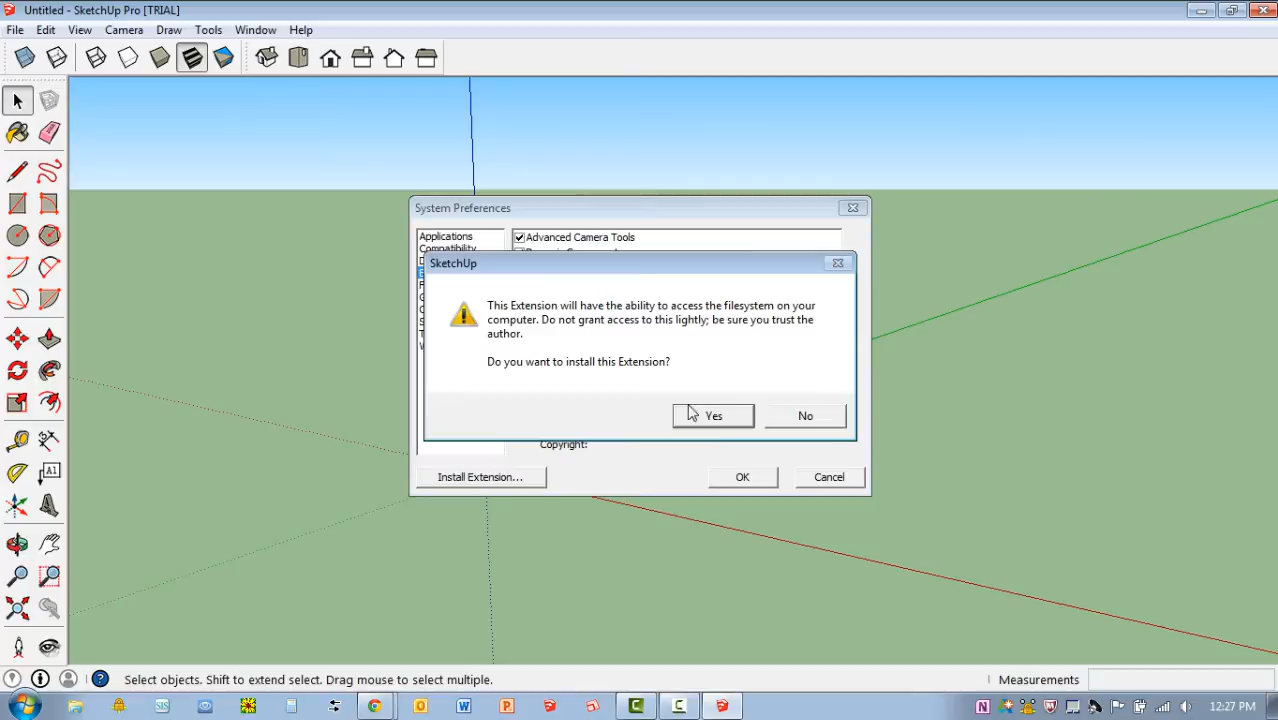 Untitled - SketchUp Pro [TRIAL]
File Edit View Camera Draw Tools Window Help
System Preferences
Applications
Compatibility
Advanced Camera Tools
SketchUp
This Extension will have the ability to access the filesystem on your
computer. Do not grant access to this lightly; be sure you trust the
author.
Do you want to install this Extension?
Yes No
Copyright:
Install Extension... OK Cancel
A1
Select objects. Shift to extend select. Drag mouse to select multiple.
Measurements
SIS
12:27 PM